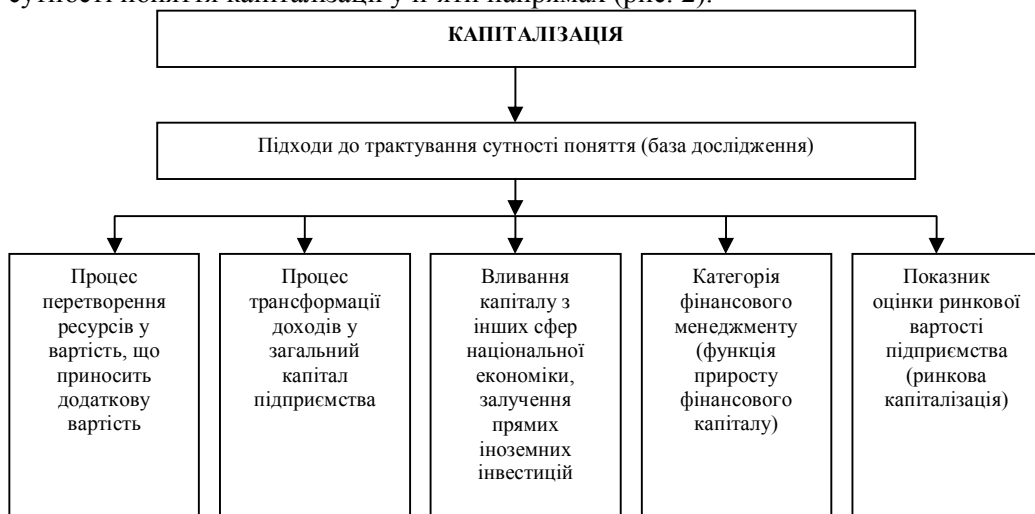 сутності поняття капіталізації у п'яти напрямах (рис. 2).
КАПІТАЛІЗАЦІЯ
Підходи до трактування сутності поняття (база дослідження)
Процес
перетворення
ресурсів у
вартість, що
приносить
додаткову
вартість
Процес
трансформації
доходів у
загальний
капітал
підприємства
Вливання
капіталу з
інших сфер
національної
економіки,
залучення
прямих
іноземних
інвестицій
Категорія
фінансового
менеджменту
(функція
приросту
фінансового
капіталу)
Показник
оцінки ринкової
вартості
підприємства
(ринкова
капіталізація)